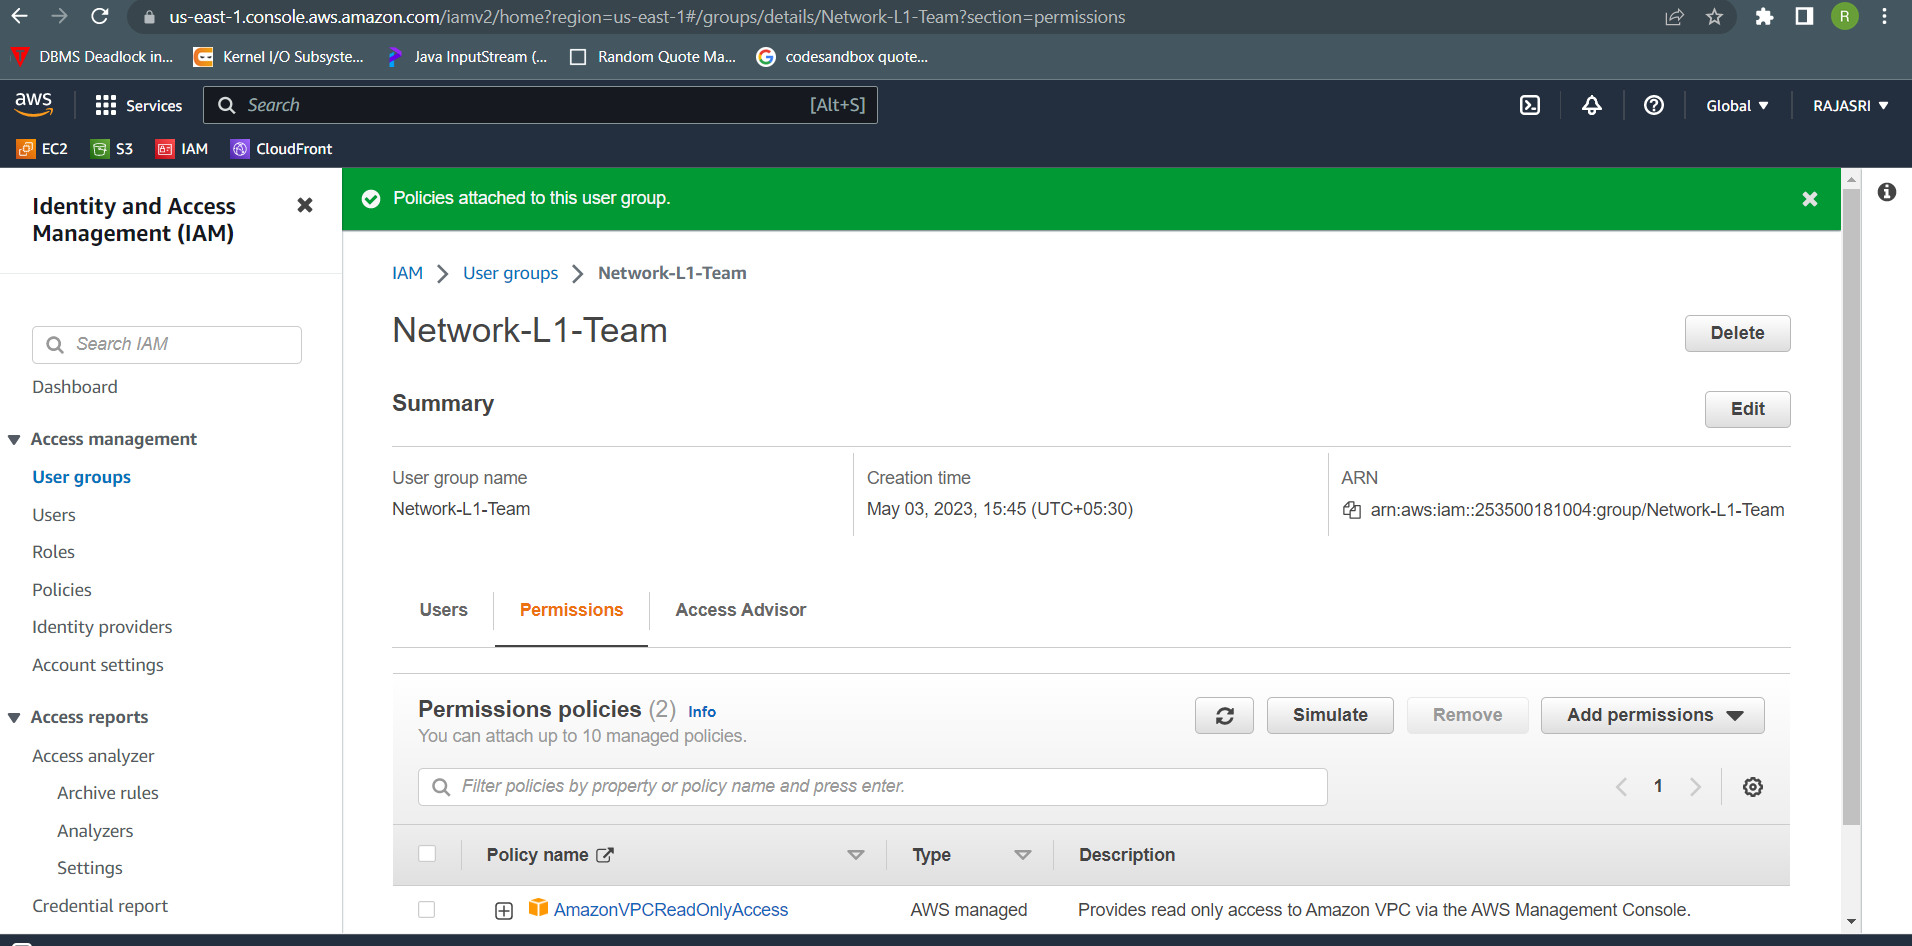 us-east-1.console.aws.amazon.com/iamv2/home?region=us-east-1#/groups/details/Network-L1-Team?section=permissions
R
DBMS Deadlock in...
Kernel I/O Subsyste...
Java InputStream (...
Random Quote Ma...
codesandbox quote...
aws
Services
Search
[Alt+S]
Global
RAJASRI
EC2
S3
IAM
CloudFront
Identity and Access
Management (IAM)
Search IAM
Dashboard
Access management
User groups
Users
Roles
Policies
Identity providers
Account settings
Access reports
Access analyzer
Archive rules
Analyzers
Settings
Credential report
Policies attached to this user group.
IAM
User groups
Network-L1-Team
Network-L1-Team
Delete
Summary
Edit
User group name
Network-L1-Team
Creation time
May 03, 2023, 15:45 (UTC+05:30)
ARN
arn:aws:iam::253500181004:group/Network-L1-Team
Users
Permissions
Access Advisor
Permissions policies (2) Info
You can attach up to 10 managed policies.
Simulate
Remove
Add permissions
Filter policies by property or policy name and press enter.
1
Policy name
Type
Description
AmazonVPCReadOnlyAccess
AWS managed
Provides read only access to Amazon VPC via the AWS Management Console.